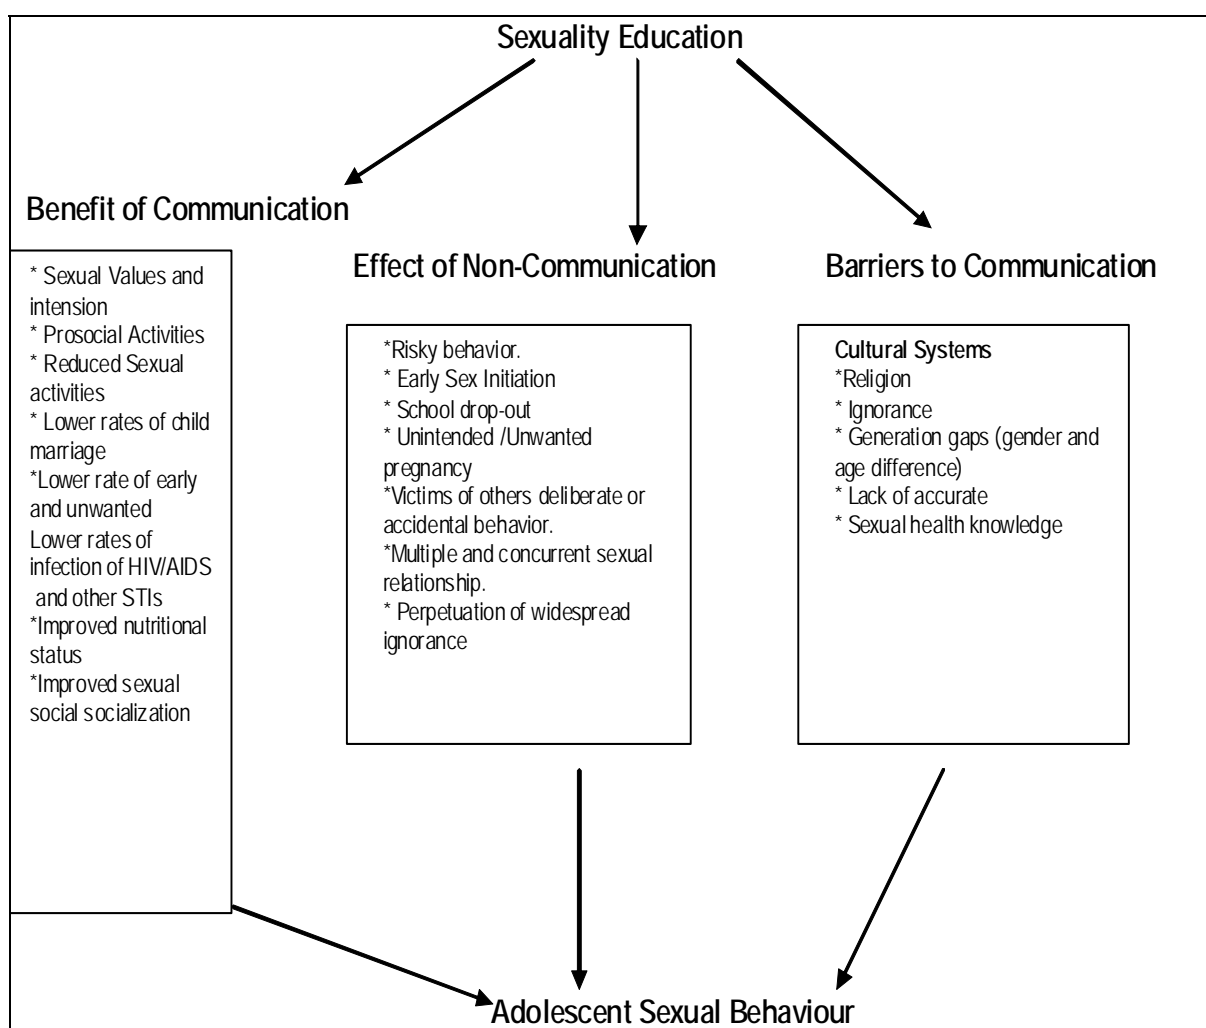 Sexuality Education
Benefit of Communication
* Sexual Values and
intension
* Prosocial Activities
* Reduced Sexual
activities
* Lower rates of child
marriage
*Lower rate of early
and unwanted
Lower rates of
infection of HIV/AIDS
and other STIs
*Improved nutritional
status
*Improved sexual
social socialization
Effect of Non-Communication
*Risky behavior.
* Early Sex Initiation
* School drop-out
* Unintended /Unwanted
pregnancy
*Victims of others deliberate or
accidental behavior.
*Multiple and concurrent sexual
relationship.
* Perpetuation of widespread
ignorance
Barriers to Communication
Cultural Systems
*Religion
* Ignorance
* Generation gaps (gender and
age difference)
* Lack of accurate
* Sexual health knowledge
Adolescent Sexual Behaviour